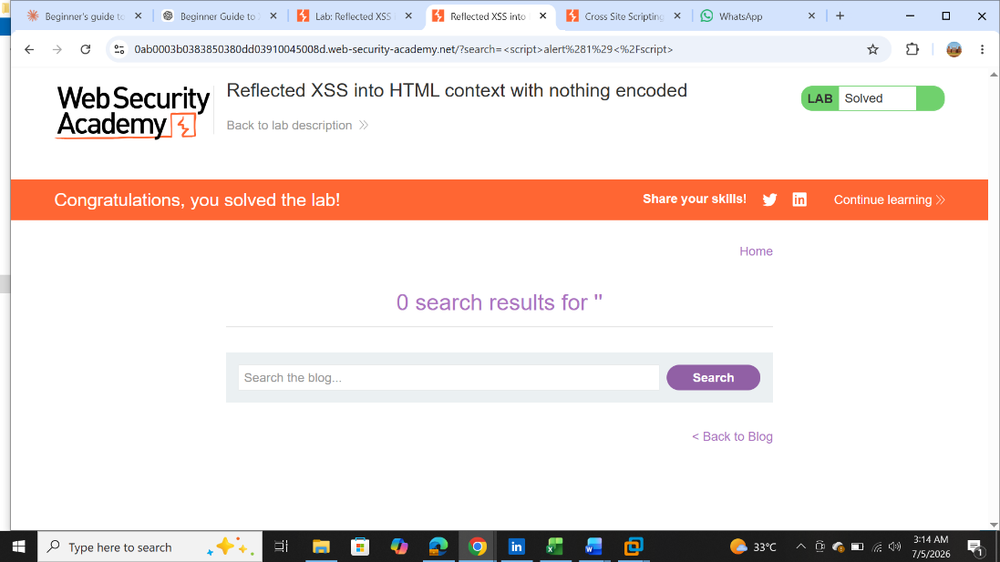 Beginner's guide to
Beginner Guide to
Lab: Reflected XSS
Reflected XSS into
Cross Site Scripting
WhatsApp
0ab0003b0383850380dd03910045008d.web-security-academy.net/?search=<script>alert%281%29<%2Fscript>
Web Security
Academy
Reflected XSS into HTML context with nothing encoded
Back to lab description
LAB
Solved
Congratulations, you solved the lab!
Share your skills!
Continue learning
Home
0 search results for ''
Search the blog...
Search
< Back to Blog
Type here to search
33°C
3:14 AM
7/5/2026
1